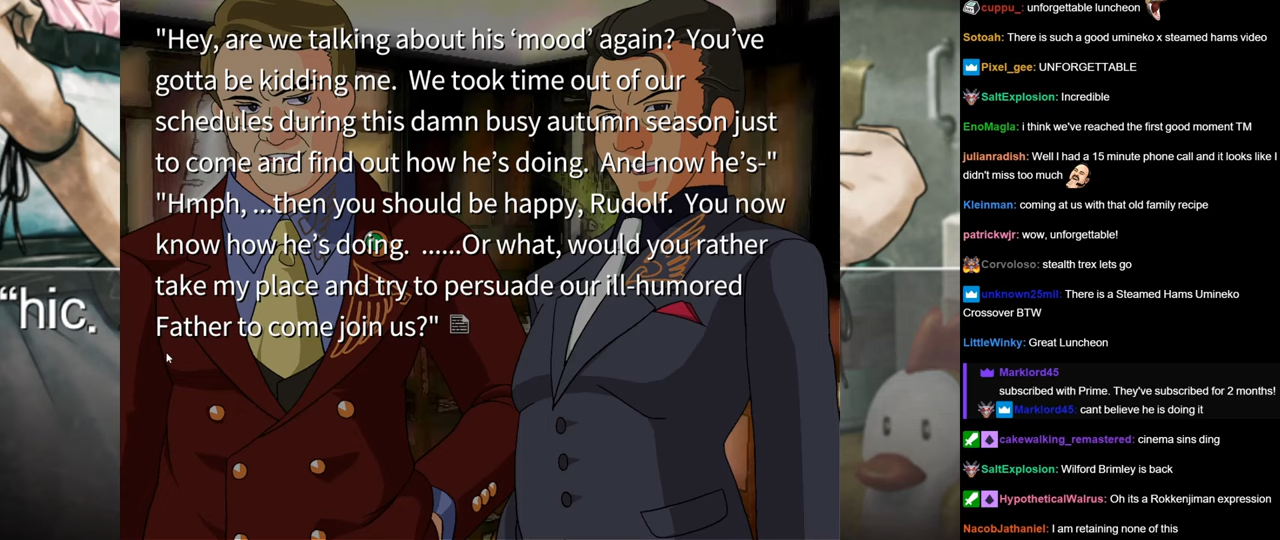 "Hey, are we talking about his ‘mood’ again?  You’ve
gotta be kidding me.  We took time out of our
schedules during this damn busy autumn season just
to come and find out how he’s doing.  And now he’s-"
"Hmph, ...then you should be happy, Rudolf.  You now
know how he’s doing.  ......Or what, would you rather
take my place and try to persuade our ill-humored
Father to come join us?"
“hic.
cuppu_: unforgettable luncheon
Sotoah: There is such a good umineko x steamed hams video
Pixel_gee: UNFORGETTABLE
SaltExplosion: Incredible
EnoMagla: i think we've reached the first good moment TM
julianradish: Well I had a 15 minute phone call and it looks like I
didn't miss too much
Kleinman: coming at us with that old family recipe
patrickwjr: wow, unforgettable!
Corvoloso: stealth trex lets go
unknown25mil: There is a Steamed Hams Umineko
Crossover BTW
LittleWinky: Great Luncheon
Marklord45
subscribed with Prime. They've subscribed for 2 months!
Marklord45: cant believe he is doing it
cakewalking_remastered: cinema sins ding
SaltExplosion: Wilford Brimley is back
HypotheticalWalrus: Oh its a Rokkenjiman expression
NacobJathaniel: I am retaining none of this